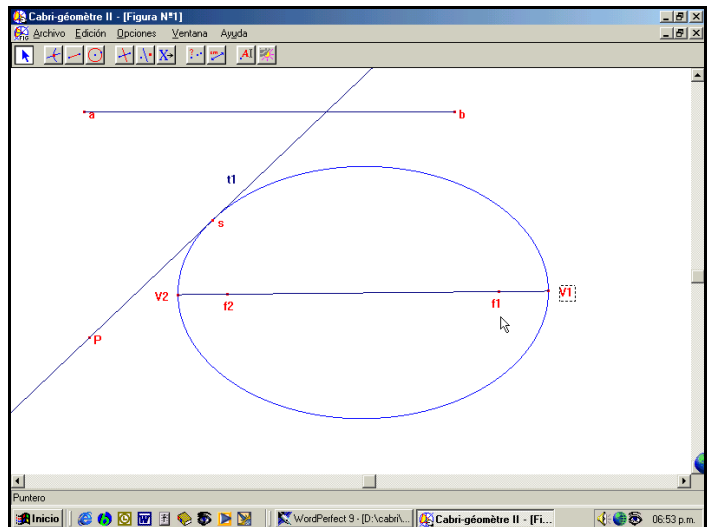 Cabri-géomètre II - [Figura Nº1]
Archivo Edición Opciones Ventana Ayuda
a
b
t1
s
V2
f2
f1
V1
P
Puntero
Inicio
WordPerfect 9 - [D:\cabri\...
Cabri-géomètre II - [Fi...
06:53 p.m.